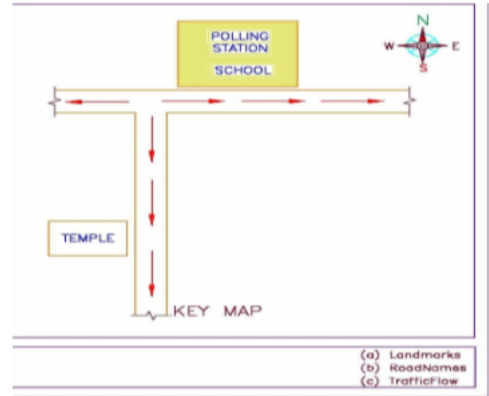 POLLING
STATION
SCHOOL
N
W
E
S
TEMPLE
KEY MAP
(a) Landmarks
(b) RoadNames
(c) TrafficFlow